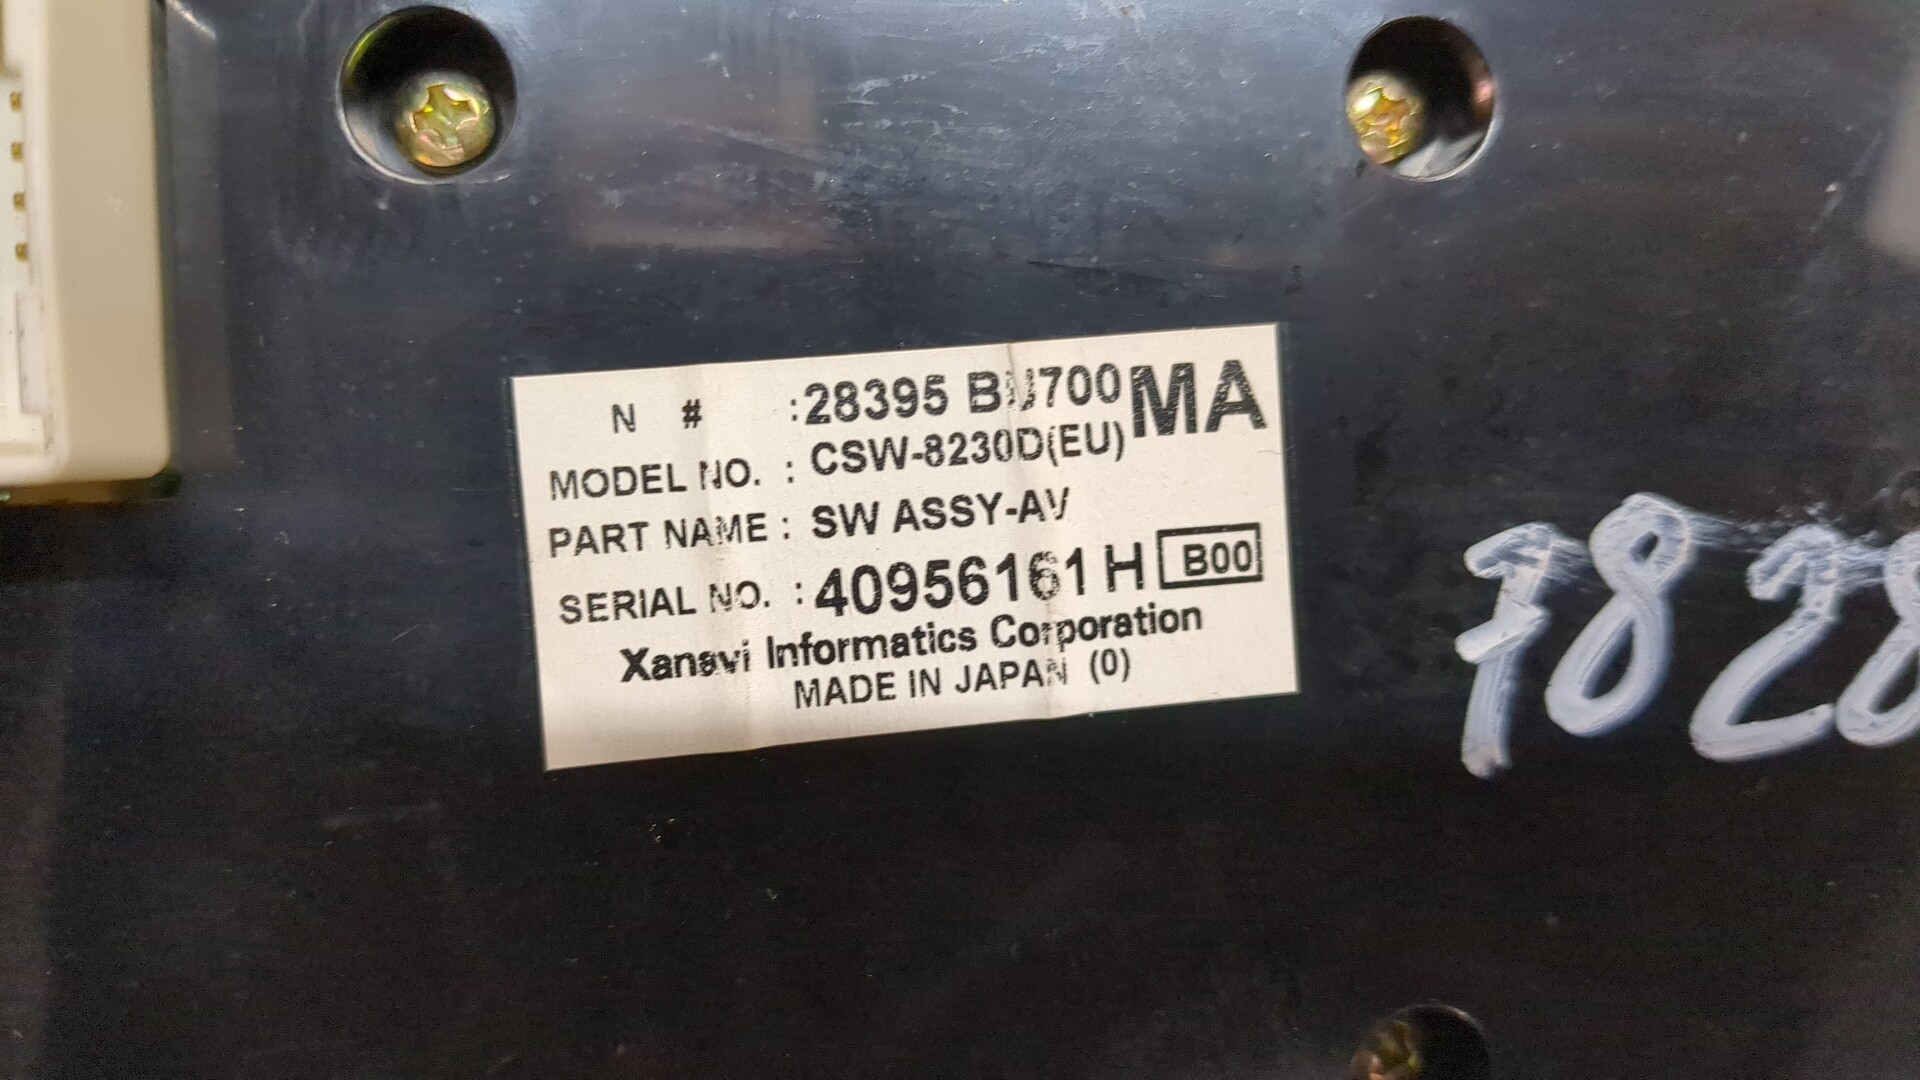 N # :28395 BU700 MA
MODEL NO. : CSW-8230D(EU)
PART NAME : SW ASSY-AV
SERIAL NO. : 40956161 H B00
Xanavi Informatics Corporation
MADE IN JAPAN (0)
7828